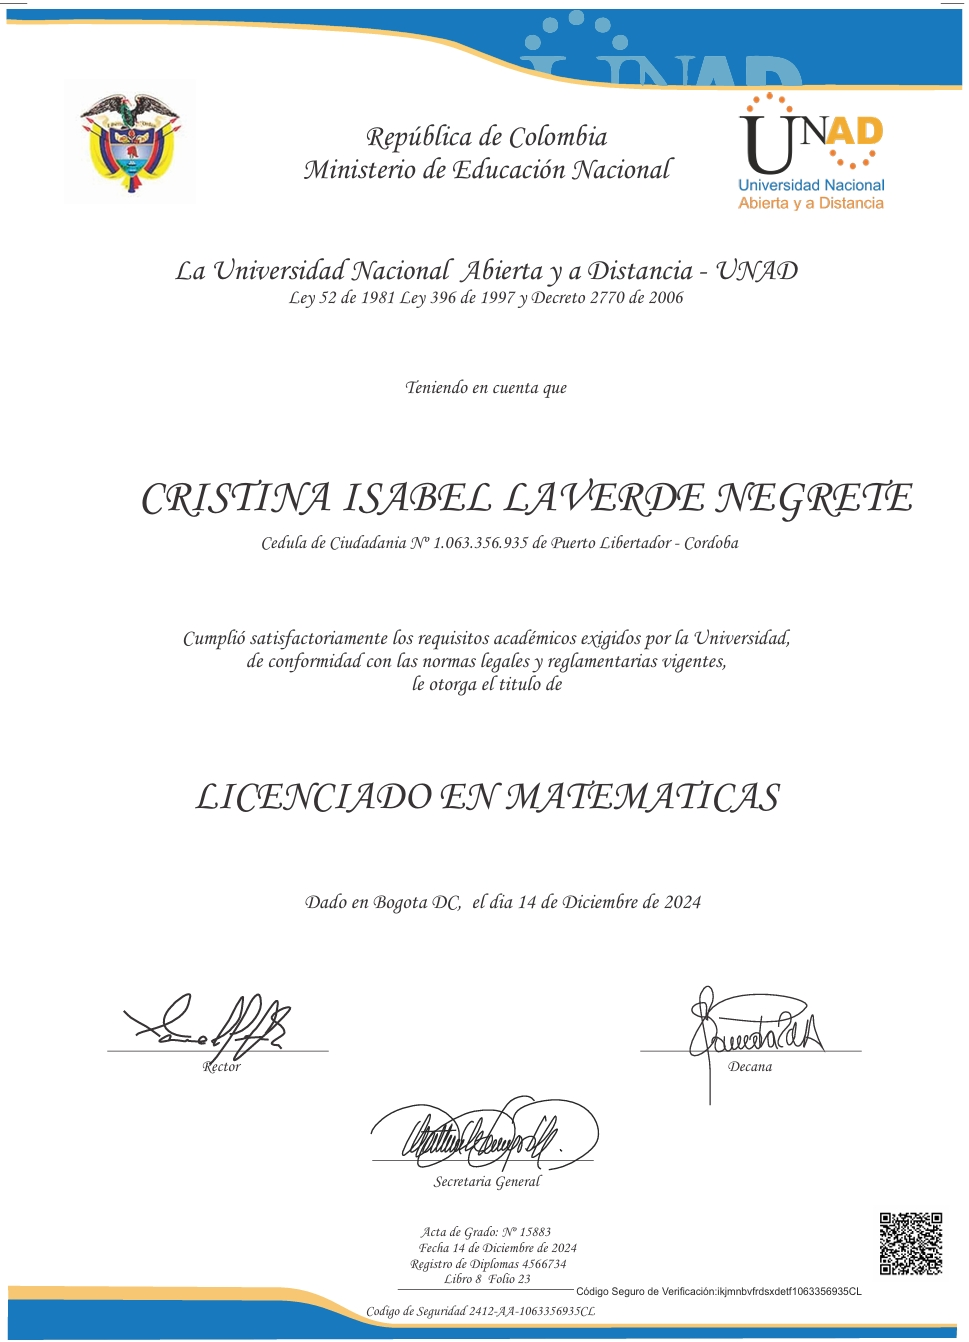 UNAD
República de Colombia
Ministerio de Educación Nacional
UNAD
Universidad Nacional
Abierta y a Distancia
La Universidad Nacional Abierta y a Distancia - UNAD
Ley 52 de 1981 Ley 396 de 1997 y Decreto 2770 de 2006
Teniendo en cuenta que
CRISTINA ISABEL LAVERDE NEGRETE
Cedula de Ciudadania Nº 1.063.356.935 de Puerto Libertador - Cordoba
Cumplió satisfactoriamente los requisitos académicos exigidos por la Universidad,
de conformidad con las normas legales y reglamentarias vigentes,
le otorga el titulo de
LICENCIADO EN MATEMATICAS
Dado en Bogota DC, el dia 14 de Diciembre de 2024
Rector
Decana
Secretaria General
Acta de Grado: Nº 15883
Fecha 14 de Diciembre de 2024
Registro de Diplomas 4566734
Libro 8 Folio 23
Código Seguro de Verificación:ikjmnbvfrdsxdetf1063356935CL
Codigo de Seguridad 2412-AA-1063356935CL